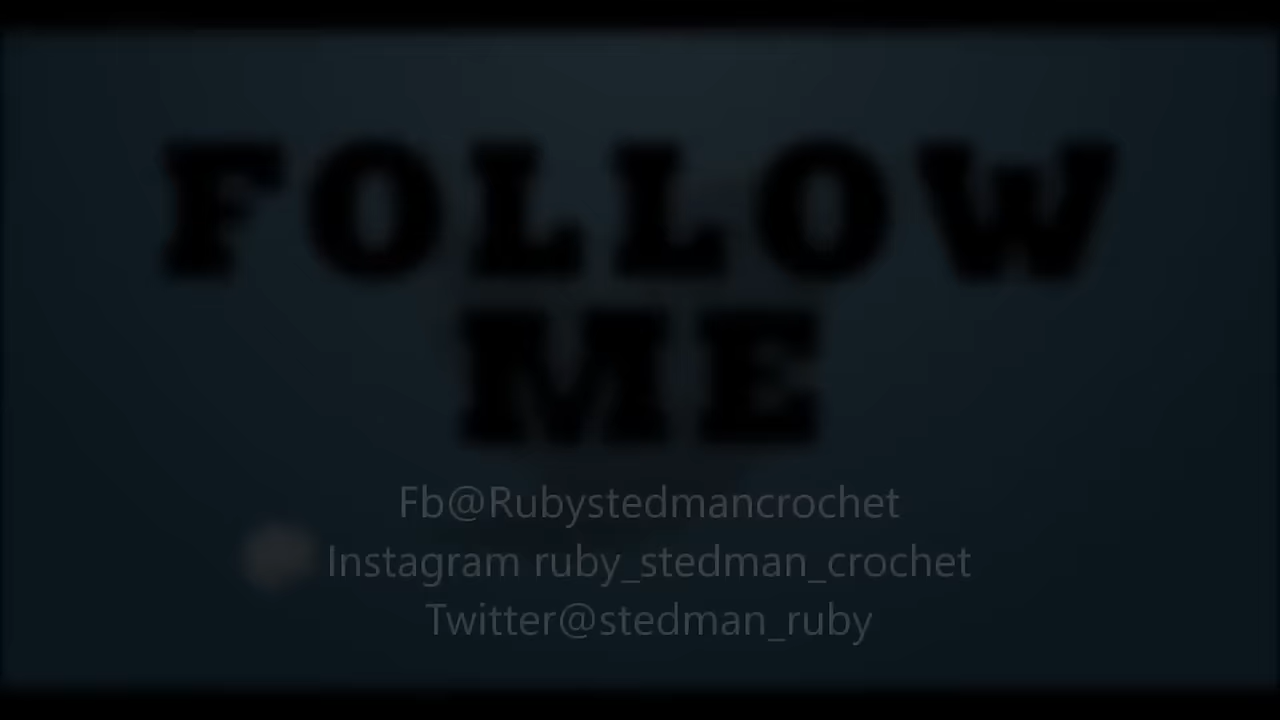 FOLLOW
ME
Fb@Rubystedmancrochet
Instagram ruby_stedman_crochet
Twitter@stedman_ruby